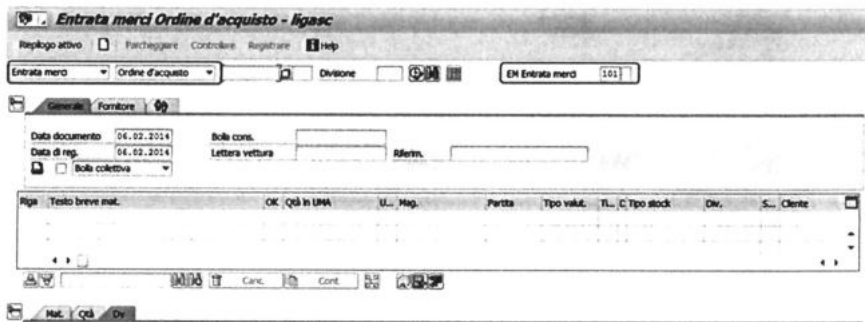 Entrata merci Ordine d'acquisto - ligasc
Replogo attivo Parcheggiare Controllare Registrare Help
Entrata merci Ordine d'acquisto Divisione EM Entrata merci 101
Generale Fornitore
Data documento 06.02.2014 Bolla cons.
Data di reg. 06.02.2014 Lettera vettura Riferim.
Bolla colettiva
Riga Testo breve mat. OK Qtà in UMA U... Mag. Partita Tipo valut. Ti... C Tipo stock Div. S... Cliente
Canc. Cont.
Mat. Qtà Dv